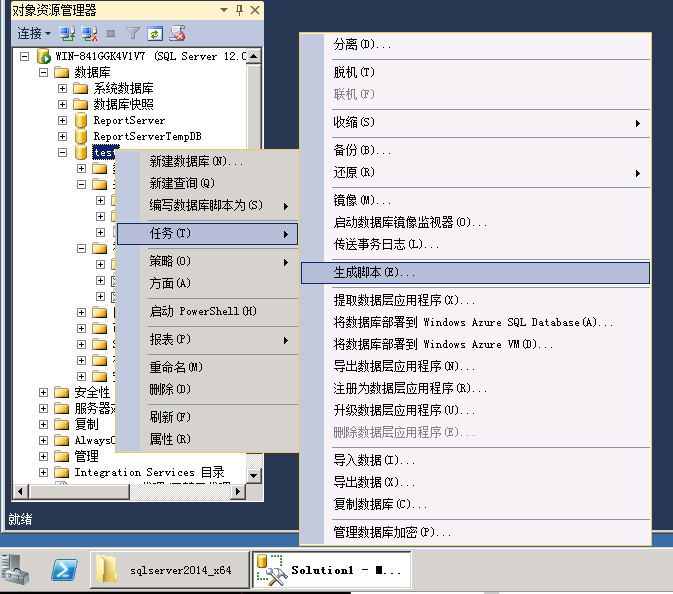 对象资源管理器
连接
WIN-841GGK4V1V7 (SQL Server 12.0
数据库
系统数据库
数据库快照
ReportServer
ReportServerTempDB
test
安全性
服务器对
复制
AlwaysO
管理
Integration Services 目录
就绪
新建数据库(N)...
新建查询(Q)
编写数据库脚本为(S)
任务(T)
策略(O)
方面(A)
启动 PowerShell(H)
报表(P)
重命名(M)
删除(D)
刷新(F)
属性(R)
分离(D)...
脱机(T)
联机(F)
收缩(S)
备份(B)...
还原(R)
镜像(M)...
启动数据库镜像监视器(O)...
传送事务日志(L)...
生成脚本(E)...
提取数据层应用程序(X)...
将数据库部署到 Windows Azure SQL Database(A)...
将数据库部署到 Windows Azure VM(D)...
导出数据层应用程序(N)...
注册为数据层应用程序(R)...
升级数据层应用程序(U)...
删除数据层应用程序(E)...
导入数据(I)...
导出数据(X)...
复制数据库(C)...
管理数据库加密(P)...
sqlserver2014_x64
Solution1 - M...